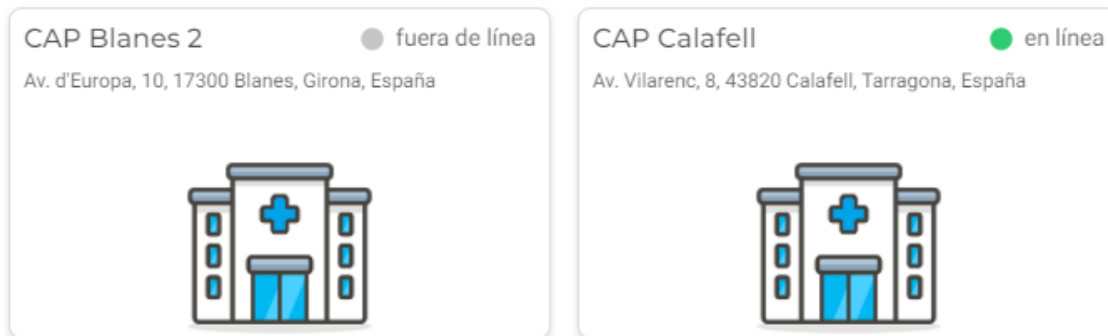 CAP Blanes 2
fuera de línea
Av. d'Europa, 10, 17300 Blanes, Girona, España
CAP Calafell
en línea
Av. Vilarenc, 8, 43820 Calafell, Tarragona, España